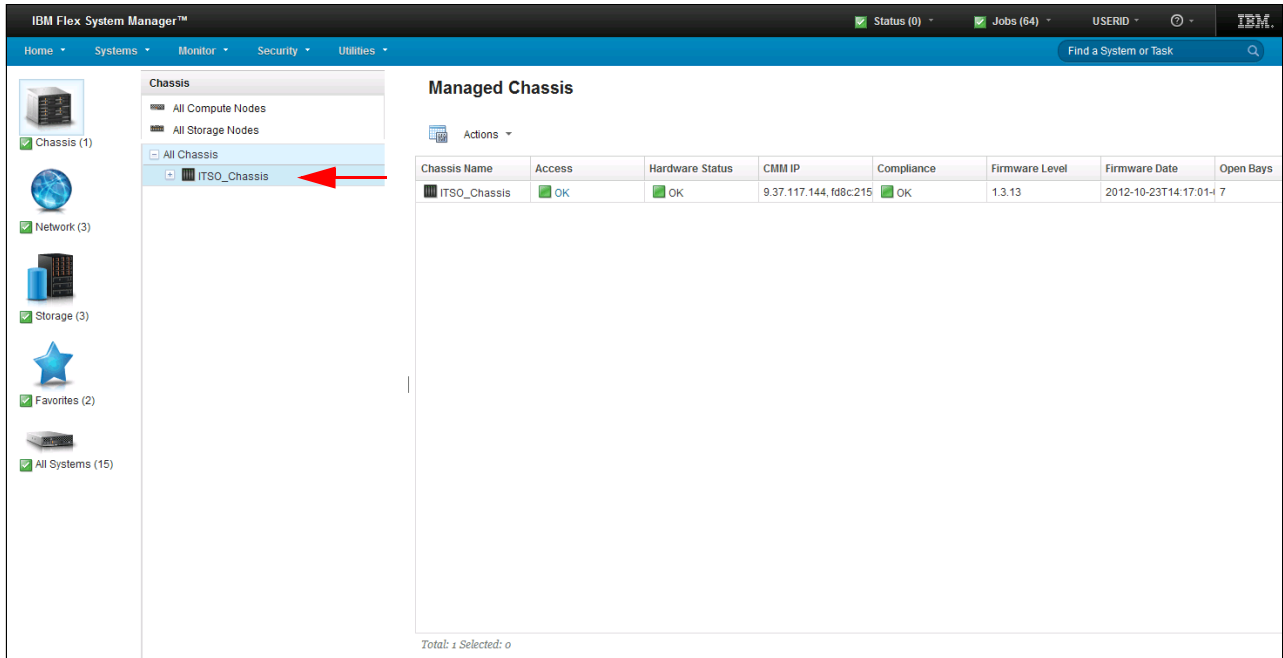 IBM Flex System Manager™
Status (0)
Jobs (64)
USERID
?
IBM.
Home
Systems
Monitor
Security
Utilities
Find a System or Task
Chassis (1)
Network (3)
Storage (3)
Favorites (2)
All Systems (15)
Chassis
All Compute Nodes
All Storage Nodes
All Chassis
ITSO_Chassis
Managed Chassis
Actions
Chassis Name Access Hardware Status CMM IP Compliance Firmware Level Firmware Date Open Bays
ITSO_Chassis OK OK 9.37.117.144, fd8c:215 OK 1.3.13 2012-10-23T14:17:01-( 7
Total: 1 Selected: 0